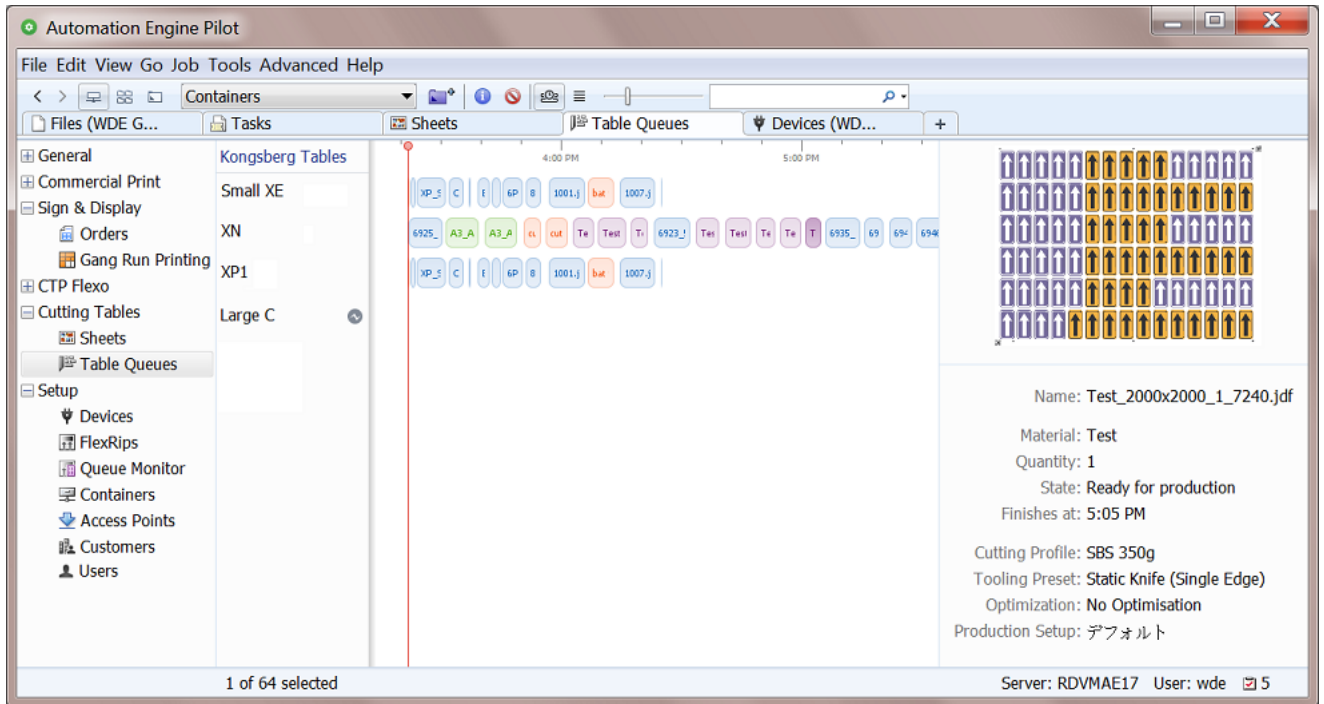 Automation Engine Pilot
File Edit View Go Job Tools Advanced Help
Containers
Files (WDE G...
Tasks
Sheets
Table Queues
Devices (WD...
+
General
Commercial Print
Sign & Display
Orders
Gang Run Printing
CTP Flexo
Cutting Tables
Sheets
Table Queues
Setup
Devices
FlexRips
Queue Monitor
Containers
Access Points
Customers
Users
Kongsberg Tables
Small XE
XN
XP1
Large C
4:00 PM 5:00 PM
XP_S C E 6P 8 1001.j bat 1007.j
6925_ A3_A A3_A cut Te Test 6923_ Tes Test Te Te T 6935_ 69 694 6946
XP_S C E 6P 8 1001.j bat 1007.j
Name: Test_2000x2000_1_7240.jdf
Material: Test
Quantity: 1
State: Ready for production
Finishes at: 5:05 PM
Cutting Profile: SBS 350g
Tooling Preset: Static Knife (Single Edge)
Optimization: No Optimisation
Production Setup: デフォルト
1 of 64 selected
Server: RDVMAE17 User: wde 5